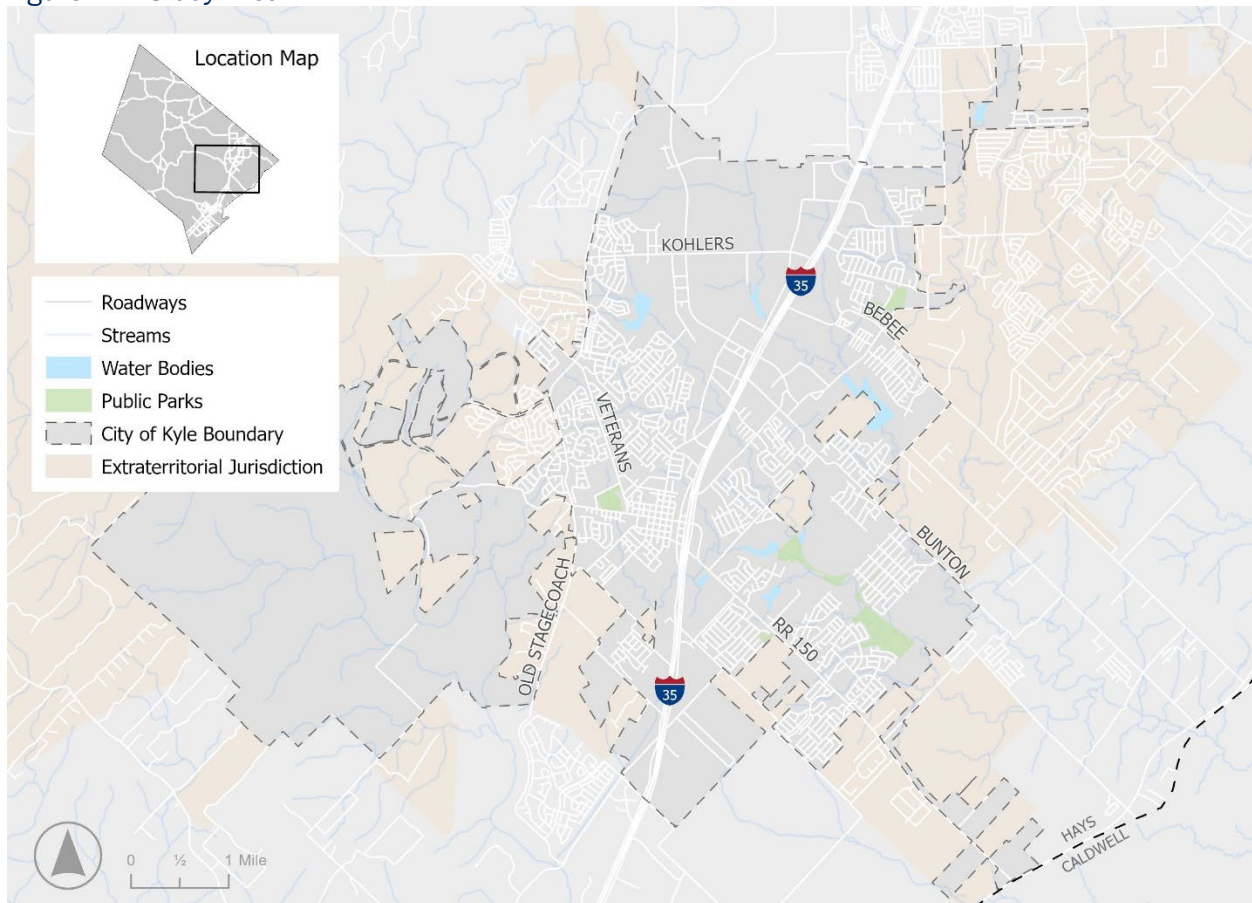 Location Map
Roadways
Streams
Water Bodies
Public Parks
City of Kyle Boundary
Extraterritorial Jurisdiction
KOHLERS
35
BEBEE
VETERANS
BUNTON
OLD STAGECOACH
RR 150
35
HAYS
CALDWELL
0 ½ 1 Mile